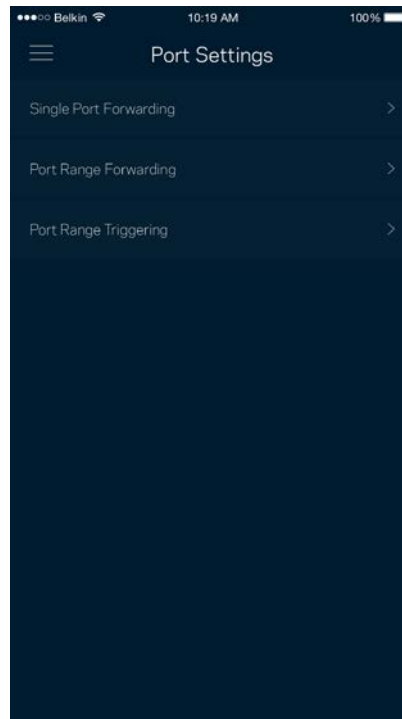 Belkin 10:19 AM 100%
Port Settings
Single Port Forwarding
Port Range Forwarding
Port Range Triggering